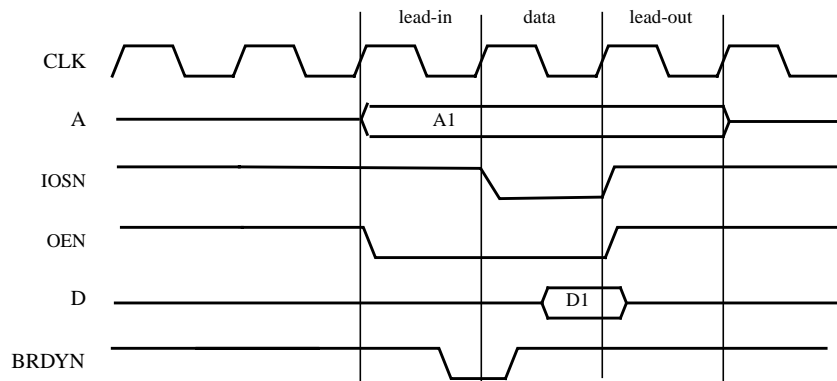 lead-in data lead-out
CLK
A A1
IOSN
OEN
D D1
BRDYN